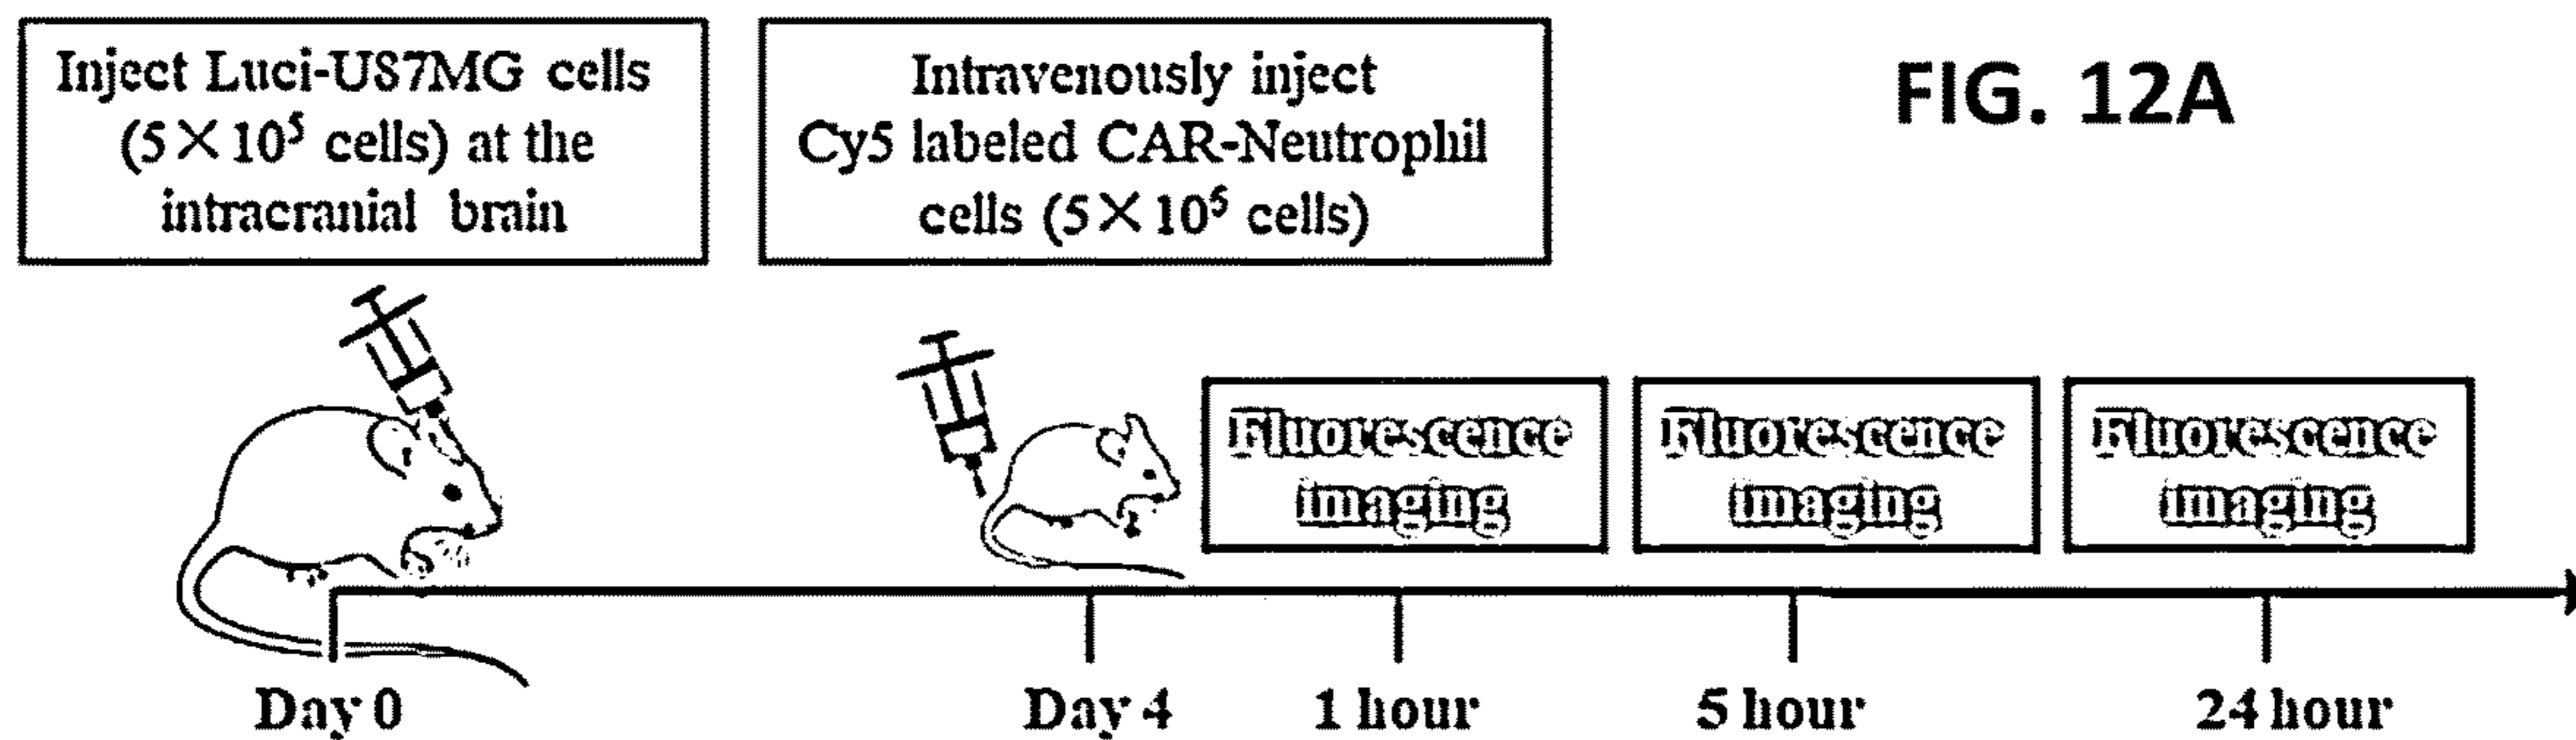 Inject Luci-U87MG cells
(5×10⁵ cells) at the
intracranial brain
Intravenously inject
Cy5 labeled CAR-Neutrophil
cells (5×10⁵ cells)
FIG. 12A
Fluorescence
imaging
Fluorescence
imaging
Fluorescence
imaging
Day 0
Day 4
1 hour
5 hour
24 hour